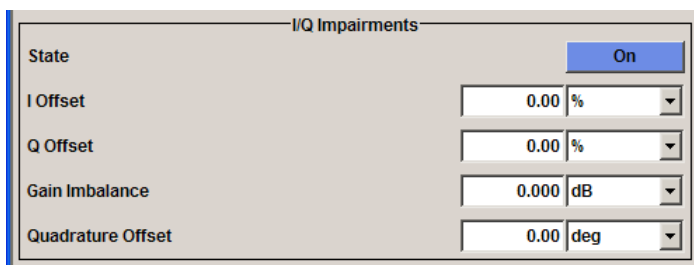 I/Q Impairments
State On
I Offset 0.00 %
Q Offset 0.00 %
Gain Imbalance 0.000 dB
Quadrature Offset 0.00 deg